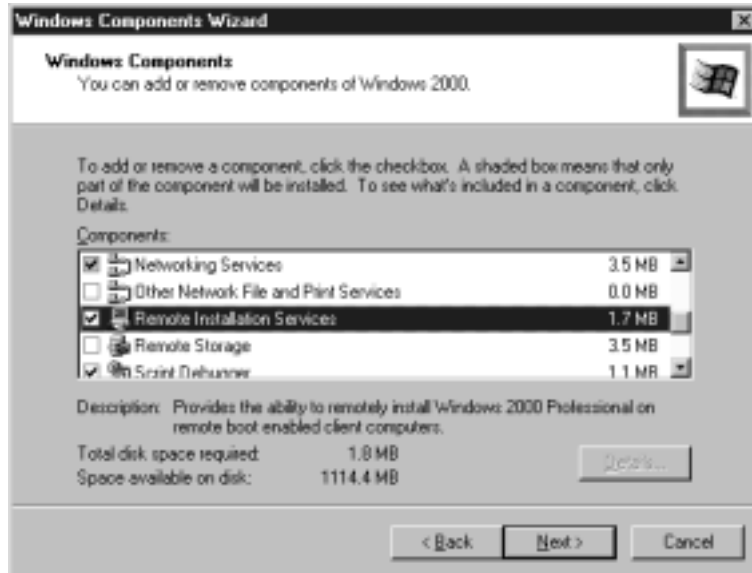 Windows Components Wizard
Windows Components
You can add or remove components of Windows 2000.
To add or remove a component, click the checkbox. A shaded box means that only
part of the component will be installed. To see what's included in a component, click
Details.
Components:
Networking Services 3.5 MB
Other Network File and Print Services 0.0 MB
Remote Installation Services 1.7 MB
Remote Storage 3.5 MB
Script Debugger 1.1 MB
Description: Provides the ability to remotely install Windows 2000 Professional on
remote boot enabled client computers.
Total disk space required: 1.8 MB
Space available on disk: 1114.4 MB
Details...
< Back
Next >
Cancel